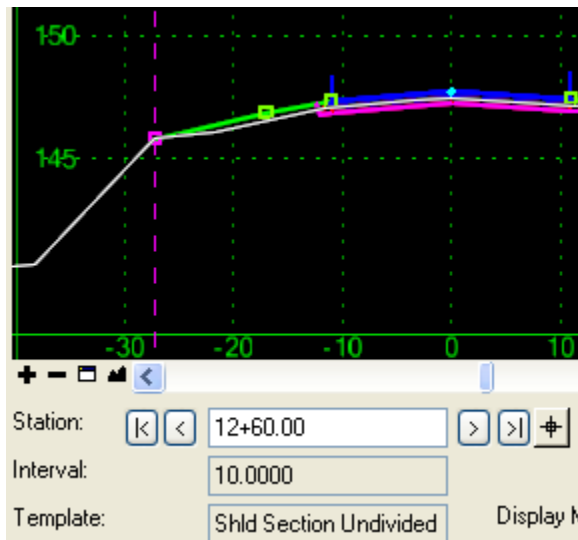 150
145
-30 -20 -10 0 10
Station: 12+60.00
Interval: 10.0000
Template: Shld Section Undivided Display